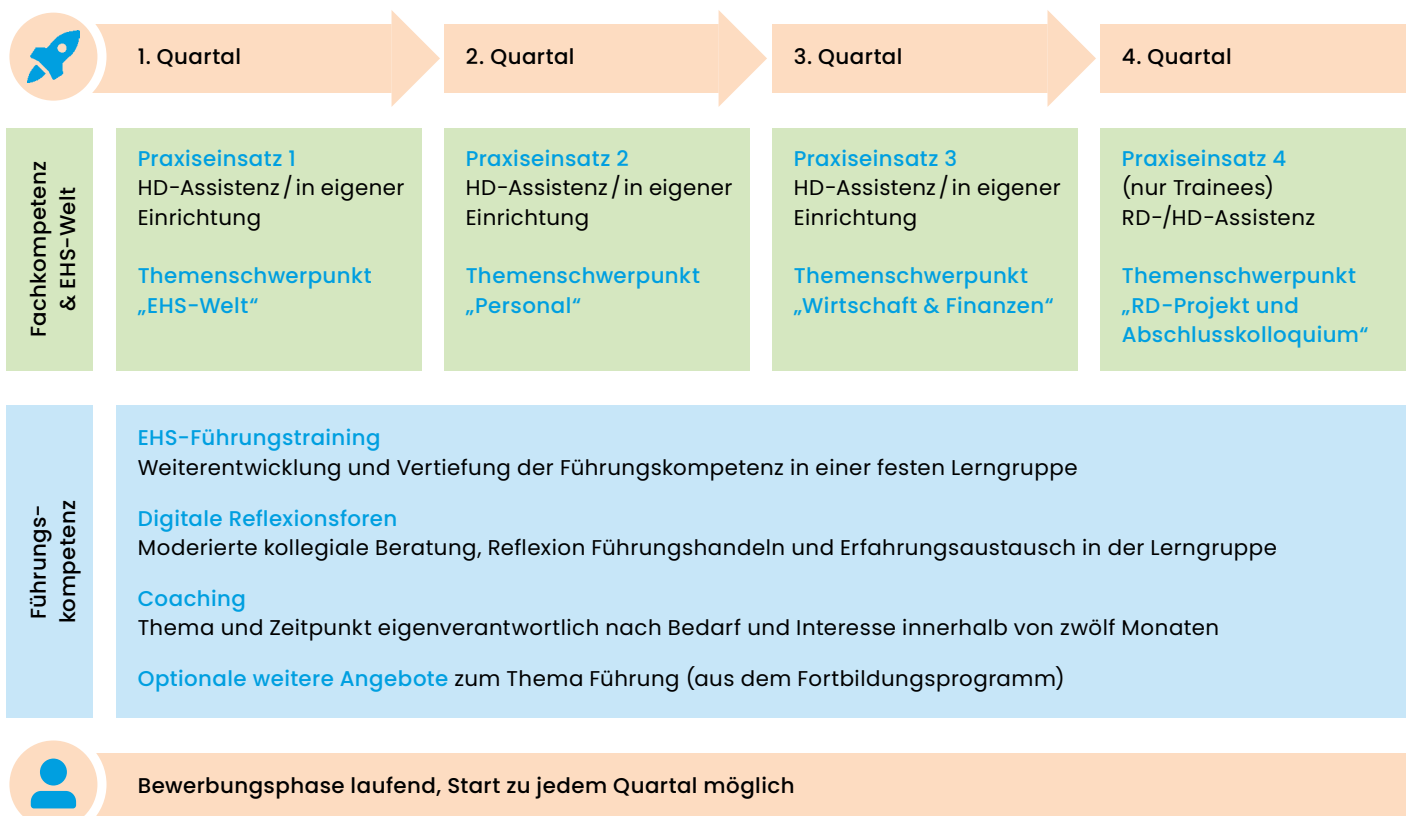 1. Quartal
2. Quartal
3. Quartal
4. Quartal
Fachkompetenz
& EHS-Welt
Praxiseinsatz 1
HD-Assistenz / in eigener
Einrichtung
Themenschwerpunkt
„EHS-Welt“
Praxiseinsatz 2
HD-Assistenz / in eigener
Einrichtung
Themenschwerpunkt
„Personal“
Praxiseinsatz 3
HD-Assistenz / in eigener
Einrichtung
Themenschwerpunkt
„Wirtschaft & Finanzen“
Praxiseinsatz 4
(nur Trainees)
RD-/HD-Assistenz
Themenschwerpunkt
„RD-Projekt und
Abschlusskolloquium“
Führungs-
kompetenz
EHS-Führungstraining
Weiterentwicklung und Vertiefung der Führungskompetenz in einer festen Lerngruppe
Digitale Reflexionsforen
Moderierte kollegiale Beratung, Reflexion Führungshandeln und Erfahrungsaustausch in der Lerngruppe
Coaching
Thema und Zeitpunkt eigenverantwortlich nach Bedarf und Interesse innerhalb von zwölf Monaten
Optionale weitere Angebote zum Thema Führung (aus dem Fortbildungsprogramm)
Bewerbungsphase laufend, Start zu jedem Quartal möglich